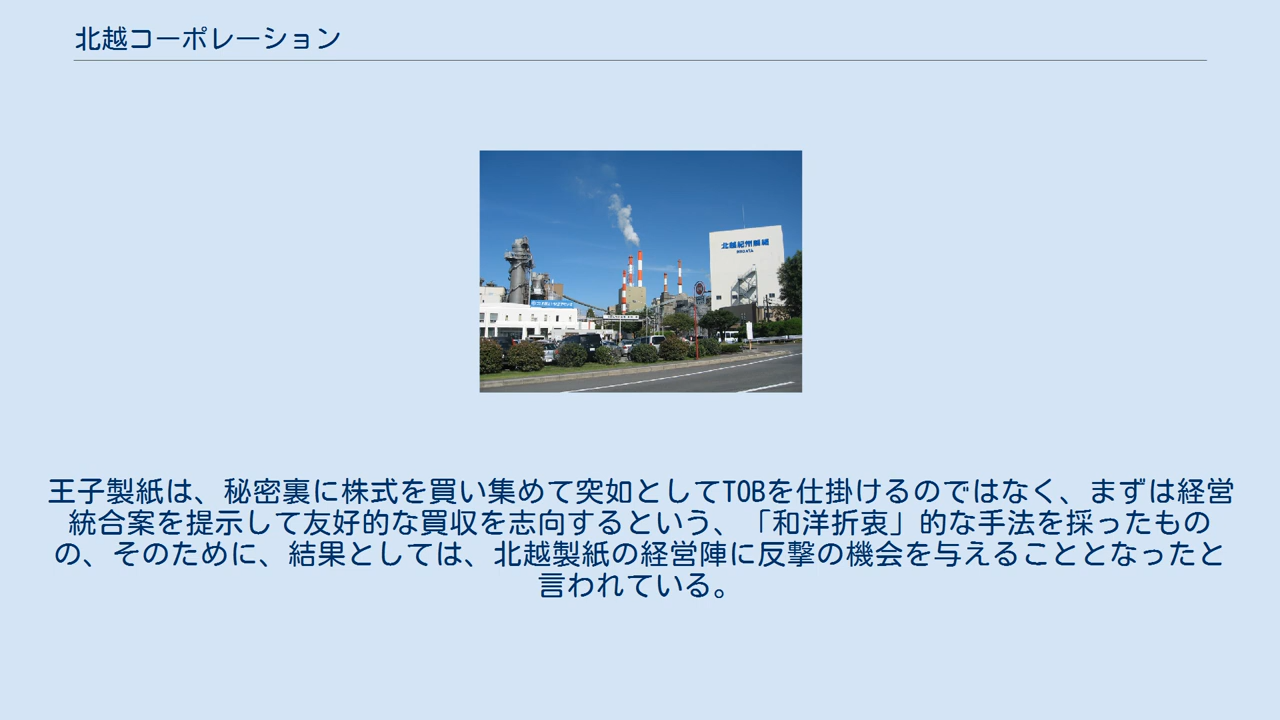 北越コーポレーション
北越紀州製紙
NIIGATA
王子製紙は、秘密裏に株式を買い集めて突如としてTOBを仕掛けるのではなく、まずは経営
統合案を提示して友好的な買収を志向するという、「和洋折衷」的な手法を採ったもの
の、そのために、結果としては、北越製紙の経営陣に反撃の機会を与えることとなったと
言われている。